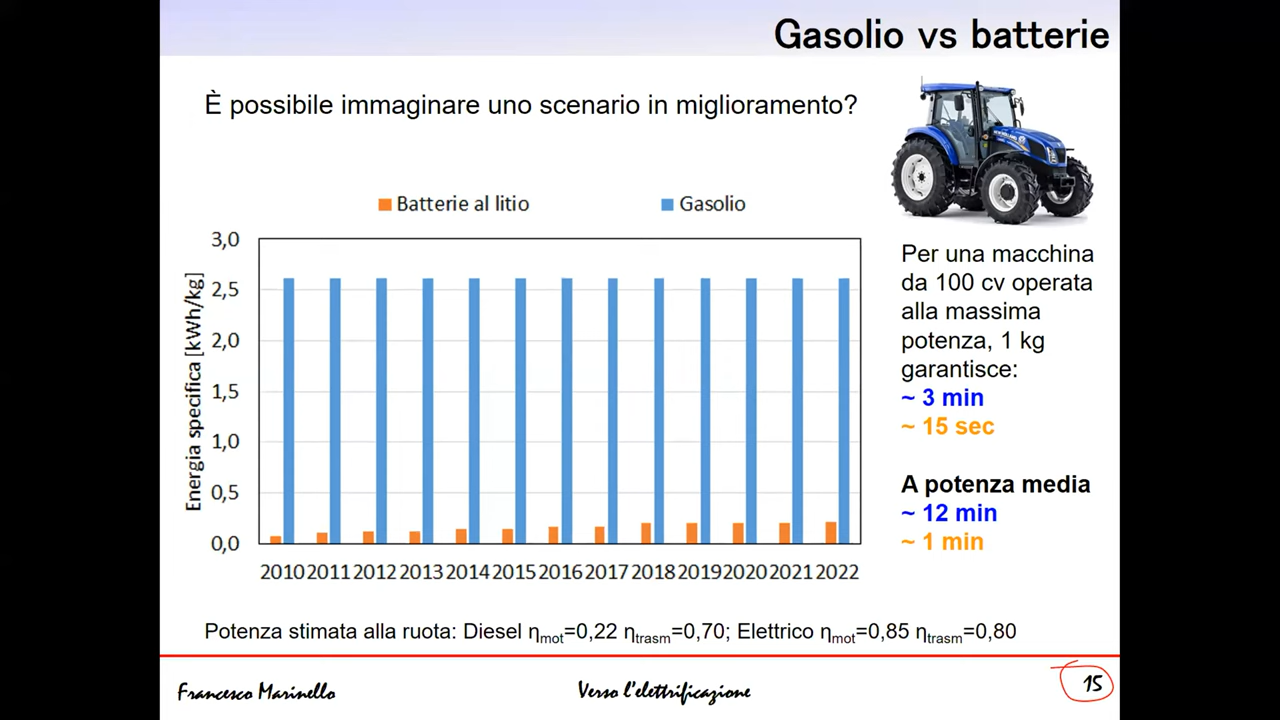 Gasolio vs batterie
È possibile immaginare uno scenario in miglioramento?
Batterie al litio Gasolio
Energia specifica [kWh/kg]
3,0
2,5
2,0
1,5
1,0
0,5
0,0
2010 2011 2012 2013 2014 2015 2016 2017 2018 2019 2020 2021 2022
Per una macchina
da 100 cv operata
alla massima
potenza, 1 kg
garantisce:
~ 3 min
~ 15 sec
A potenza media
~ 12 min
~ 1 min
Potenza stimata alla ruota: Diesel ηmot=0,22 ηtrasm=0,70; Elettrico ηmot=0,85 ηtrasm=0,80
Francesco Marinello Verso l'elettrificazione 15